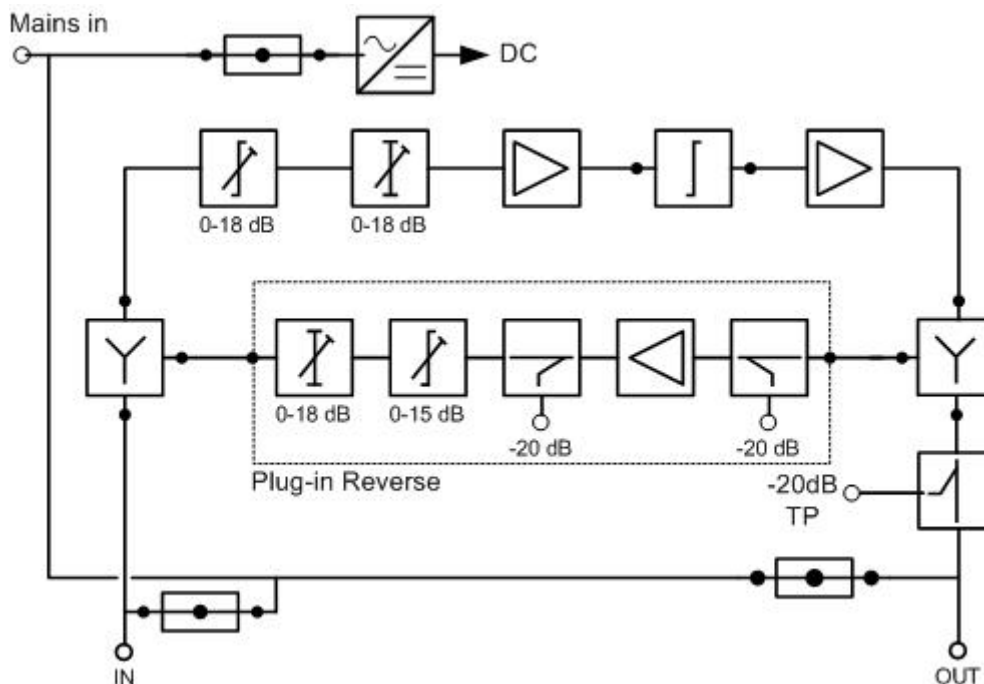 Mains in
DC
0-18 dB
0-18 dB
0-18 dB
0-15 dB
-20 dB
-20 dB
Plug-in Reverse
-20dB
TP
IN
OUT